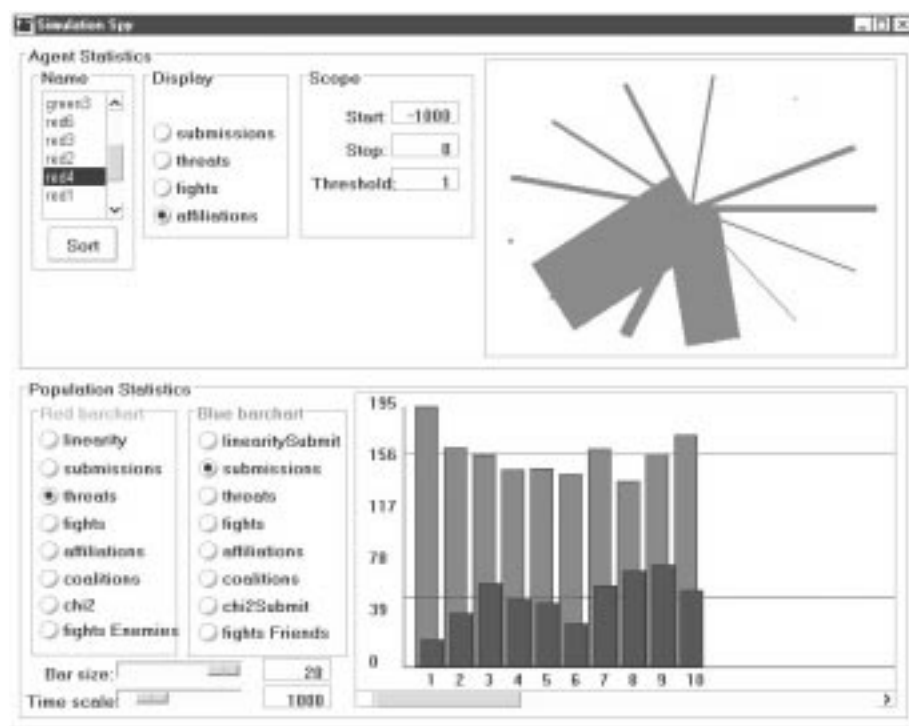 Simulation Spy
Agent Statistics
Name
green3
red6
red3
red2
red4
red1
Sort
Display
submissions
threats
fights
affiliations
Scope
Start: -1000
Stop: 0
Threshold: 1
Population Statistics
Red barchart
linearity
submissions
threats
fights
affiliations
coalitions
chi2
fights Enemies
Blue barchart
linearitySubmit
submissions
threats
fights
affiliations
coalitions
chi2Submit
fights Friends
Bar size: 20
Time scale: 1000
195
156
117
78
39
0
1 2 3 4 5 6 7 8 9 10